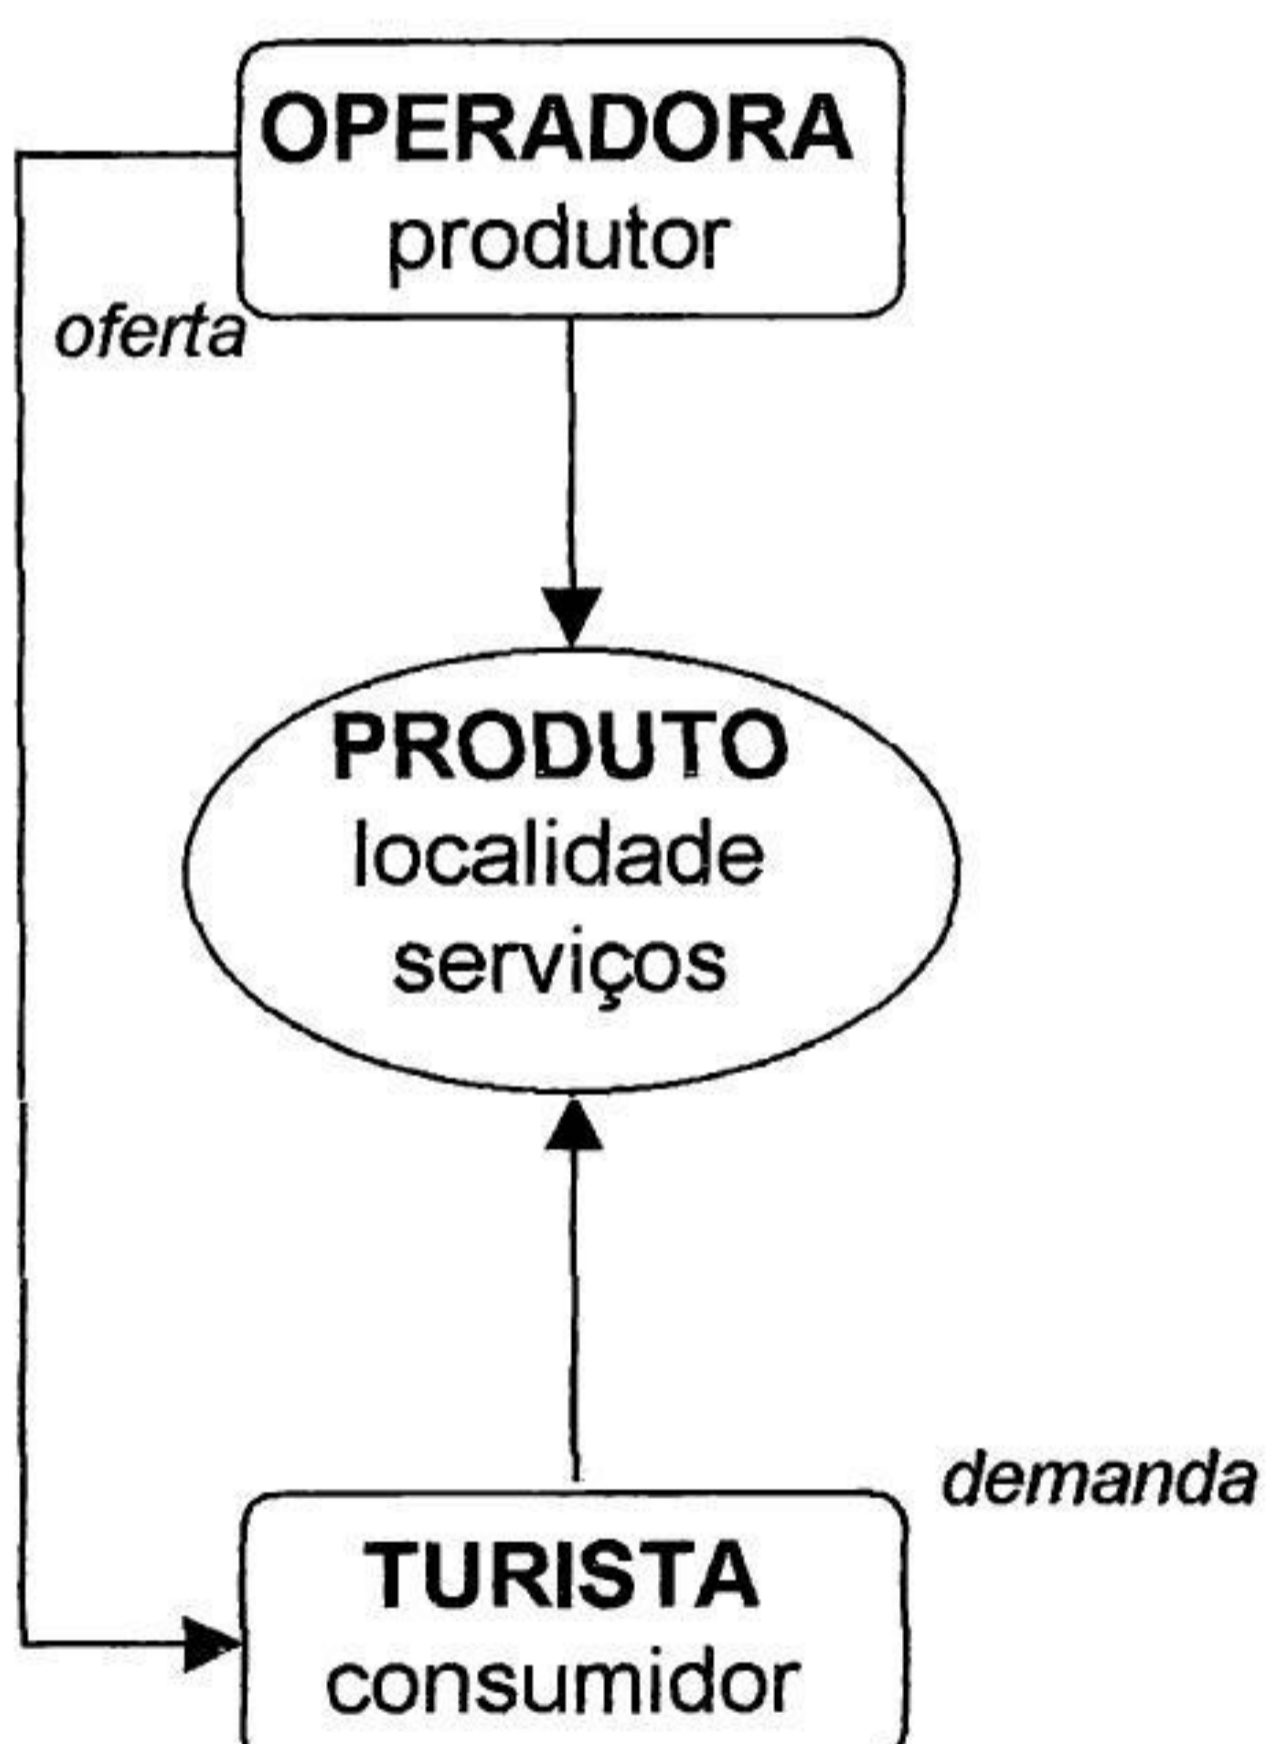 OPERADORA
produtor
oferta
PRODUTO
localidade
serviços
demanda
TURISTA
consumidor